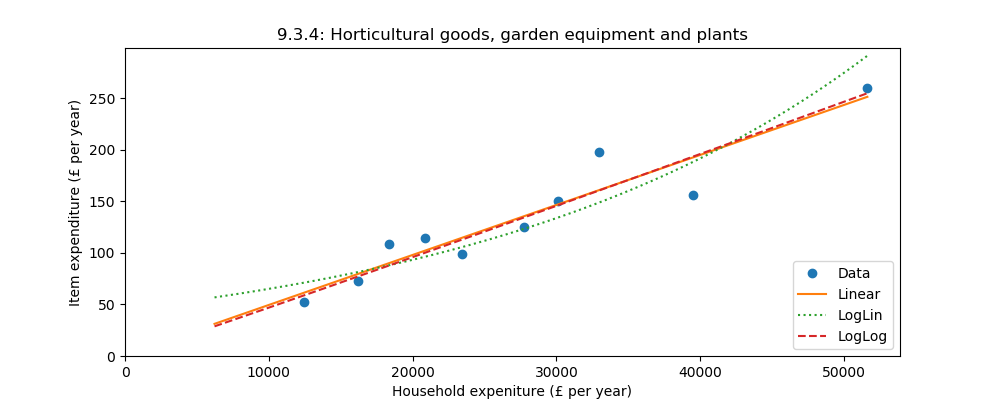 9.3.4: Horticultural goods, garden equipment and plants
Item expenditure (£ per year)
250
200
150
100
50
0
0 10000 20000 30000 40000 50000
Household expeniture (£ per year)
Data
Linear
LogLin
LogLog